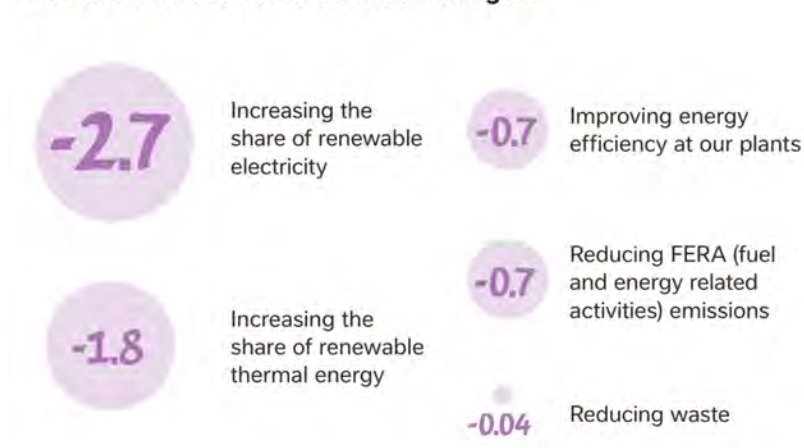 -2.7
Increasing the
share of renewable
electricity
-1.8
Increasing the
share of renewable
thermal energy
-0.7
Improving energy
efficiency at our plants
-0.7
Reducing FERA (fuel
and energy related
activities) emissions
-0.04
Reducing waste